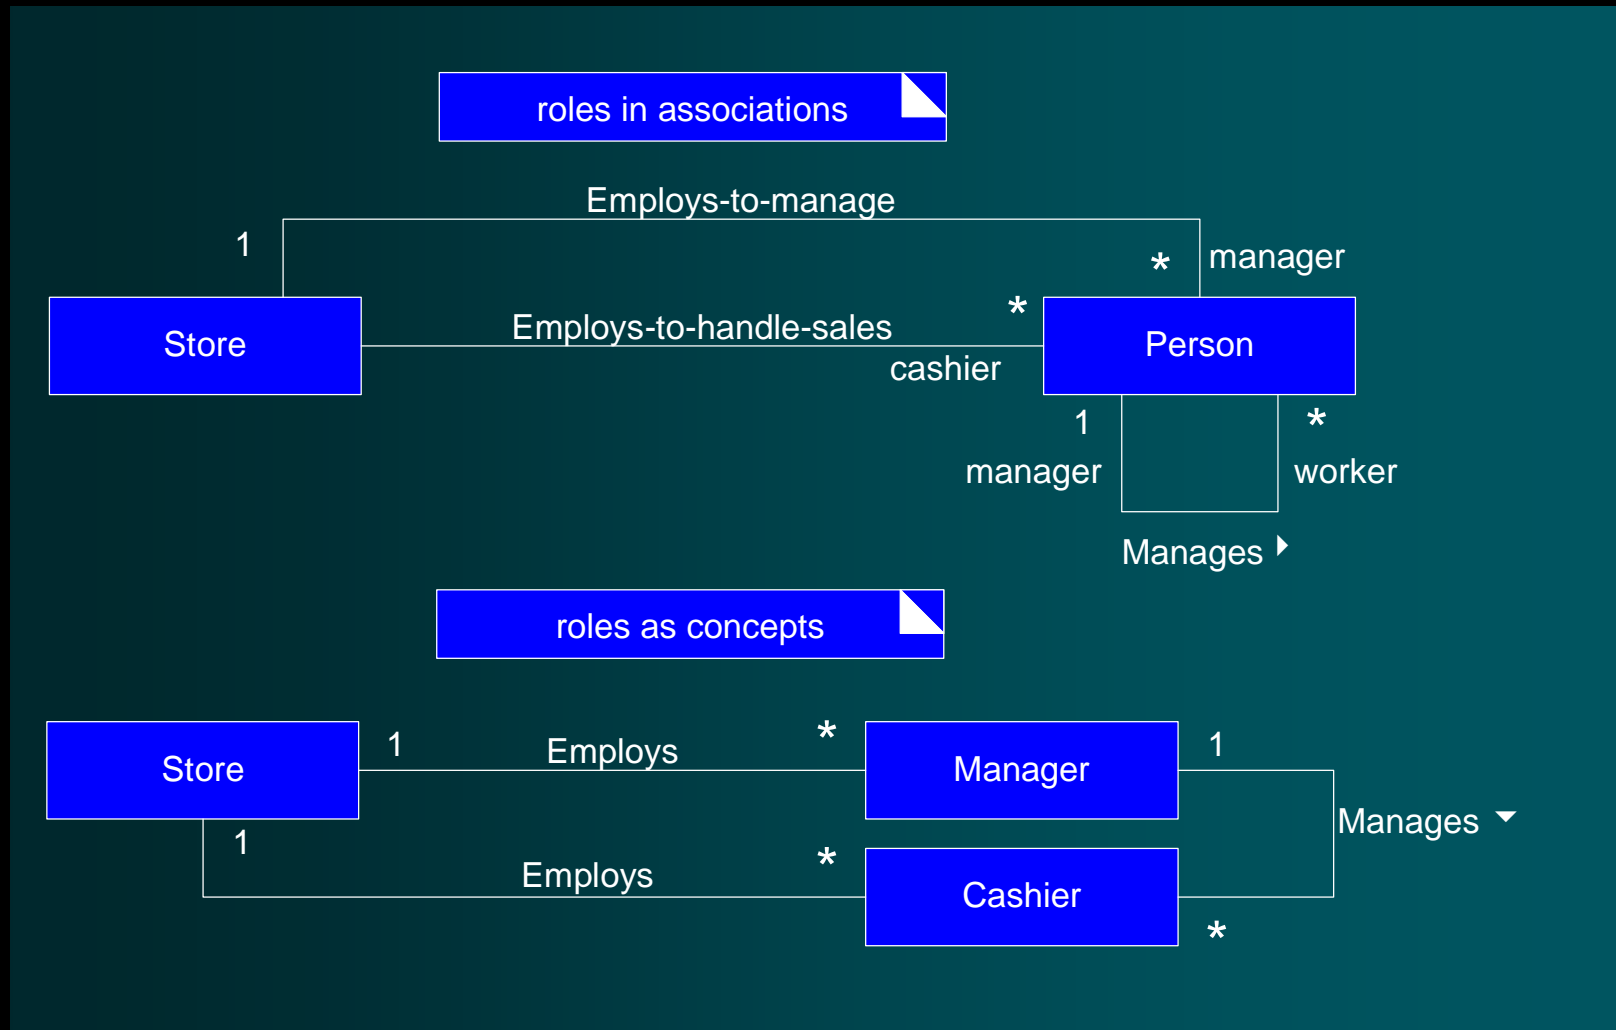 roles in associations
Employs-to-manage
1
* manager
Store
Employs-to-handle-sales
*
cashier
Person
1
*
manager
worker
Manages
roles as concepts
Store
1
Employs
*
Manager
1
Manages
1
Employs
*
Cashier
*